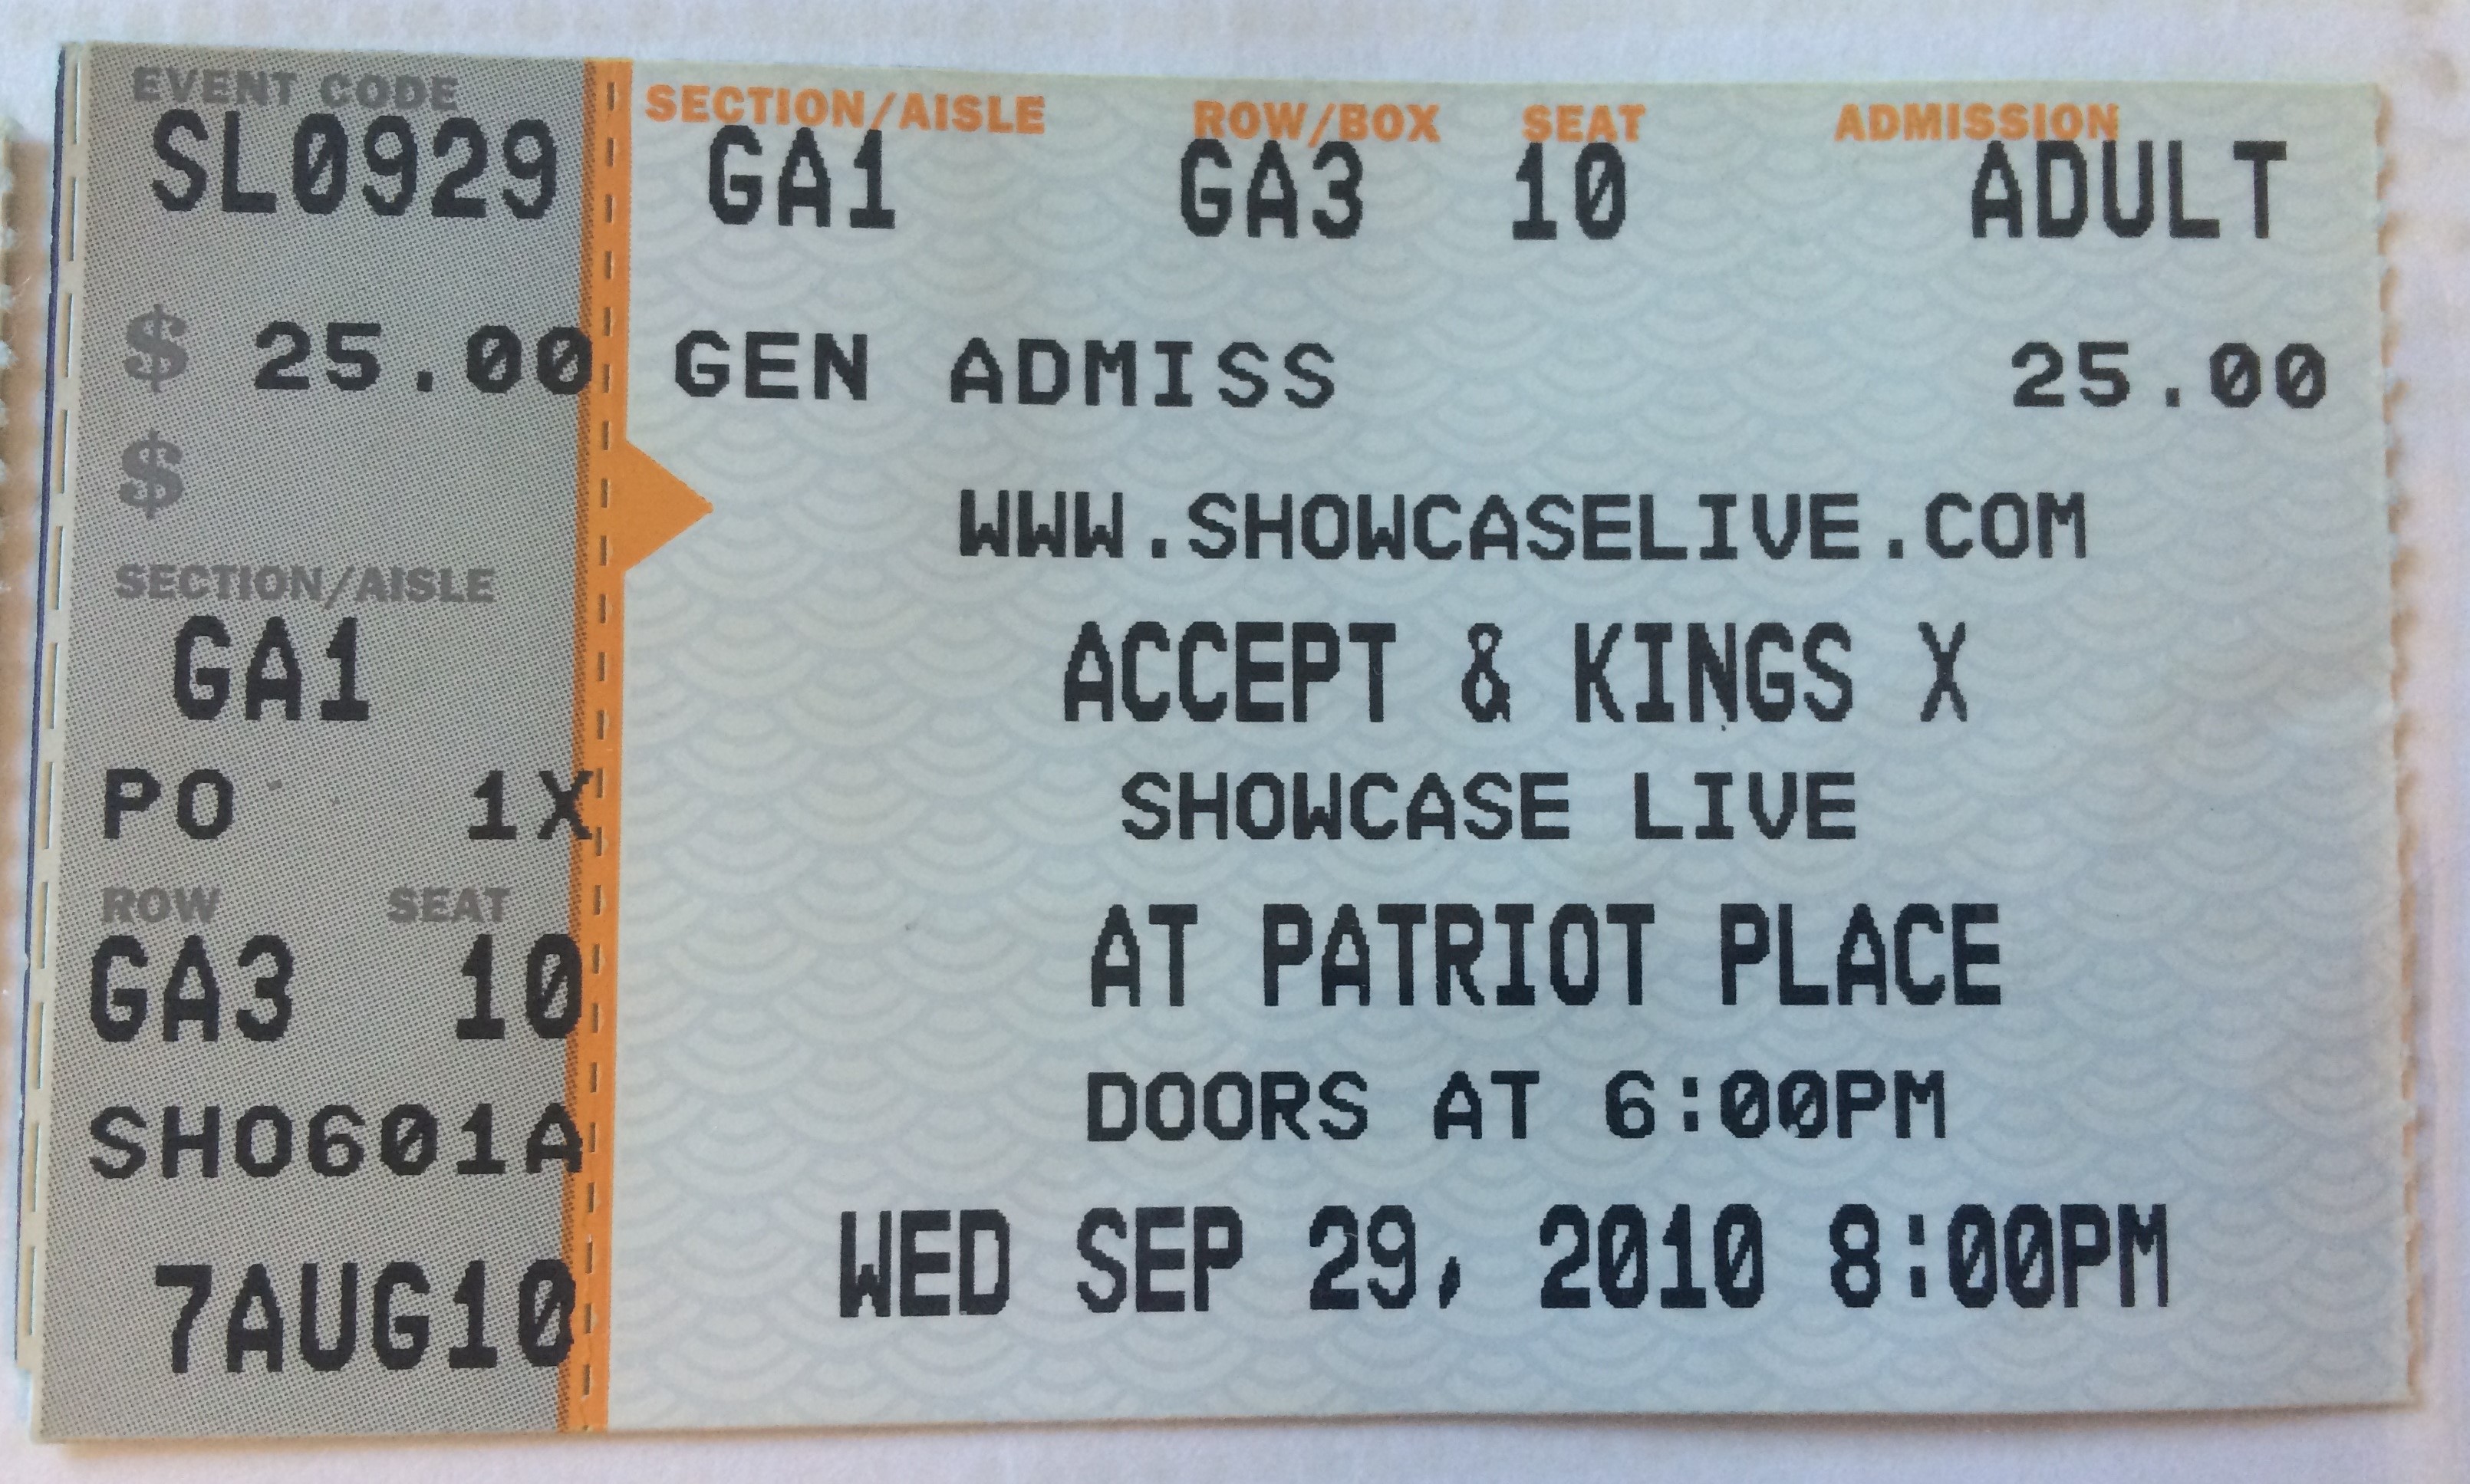 EVENT CODE
SL0929
$ 25.00
$
SECTION/AISLE
GA1
PO 1X
ROW SEAT
GA3 10
SHO601A
7AUG10
SECTION/AISLE ROW/BOX SEAT ADMISSION
GA1 GA3 10 ADULT
GEN ADMISS 25.00
WWW.SHOWCASELIVE.COM
ACCEPT & KINGS X
SHOWCASE LIVE
AT PATRIOT PLACE
DOORS AT 6:00PM
WED SEP 29, 2010 8:00PM